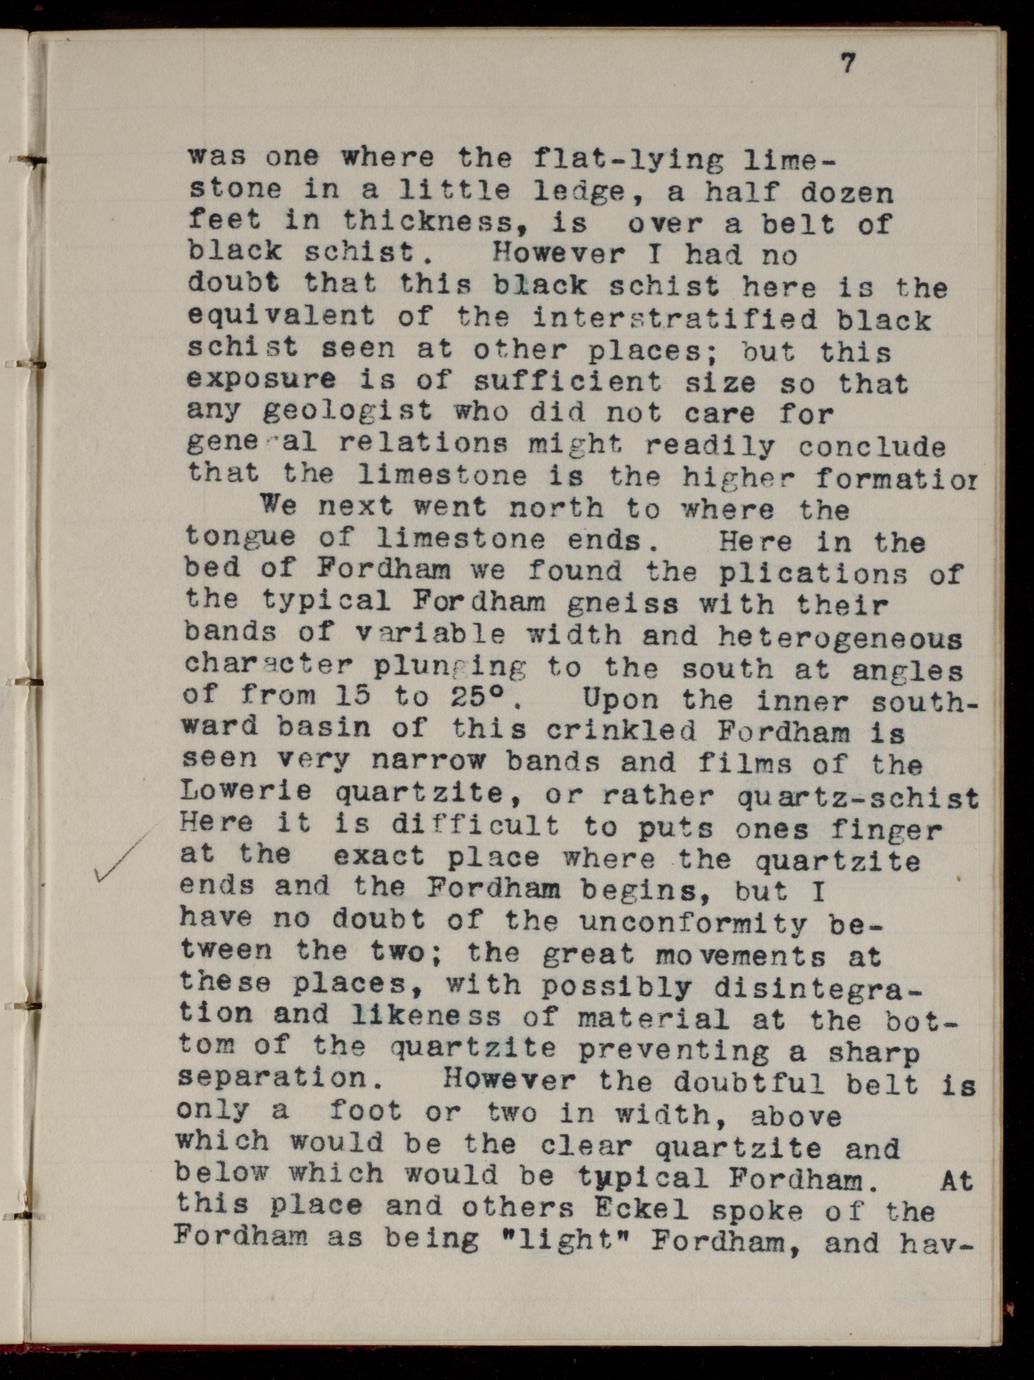 7
was one where the flat-lying lime-
stone in a little ledge, a half dozen
feet in thickness, is over a belt of
black schist. However I had no
doubt that this black schist here is the
equivalent of the interstratified black
schist seen at other places; but this
exposure is of sufficient size so that
any geologist who did not care for
general relations might readily conclude
that the limestone is the higher formation
We next went north to where the
tongue of limestone ends. Here in the
bed of Fordham we found the plications of
the typical Fordham gneiss with their
bands of variable width and heterogeneous
character plunging to the south at angles
of from 15 to 25°. Upon the inner south-
ward basin of this crinkled Fordham is
seen very narrow bands and films of the
Lowerie quartzite, or rather quartz-schist
Here it is difficult to puts ones finger
at the exact place where the quartzite
ends and the Fordham begins, but I
have no doubt of the unconformity be-
tween the two; the great movements at
these places, with possibly disintegra-
tion and likeness of material at the bot-
tom of the quartzite preventing a sharp
separation. However the doubtful belt is
only a foot or two in width, above
which would be the clear quartzite and
below which would be typical Fordham. At
this place and others Eckel spoke of the
Fordham as being "light" Fordham, and hav-